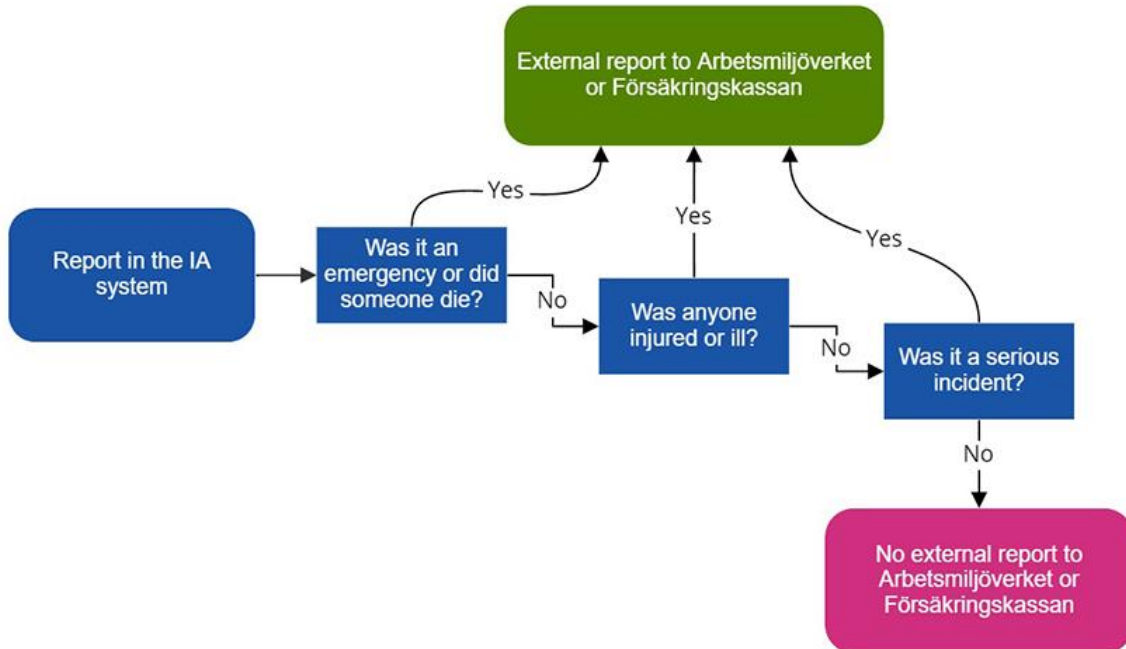 External report to Arbetsmiljöverket
or Försäkringskassan
Yes
Yes
Yes
Report in the IA
system
Was it an
emergency or did
someone die?
No
Was anyone
injured or ill?
No
Was it a serious
incident?
No
No external report to
Arbetsmiljöverket or
Försäkringskassan